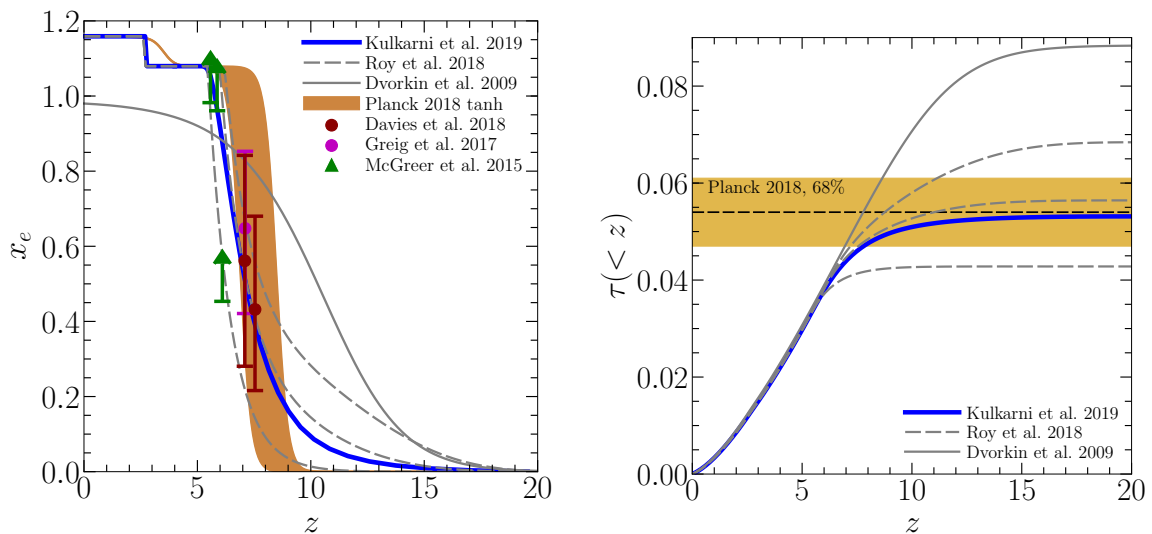 1.2
1.0
0.8
0.6
0.4
0.2
0.0
x_e
0
5
10
15
20
z
Kulkarni et al. 2019
Roy et al. 2018
Dvorkin et al. 2009
Planck 2018 tanh
Davies et al. 2018
Greig et al. 2017
McGreer et al. 2015
0.08
0.06
0.04
0.02
0.00
τ(< z)
Planck 2018, 68%
Kulkarni et al. 2019
Roy et al. 2018
Dvorkin et al. 2009
0
5
10
15
20
z